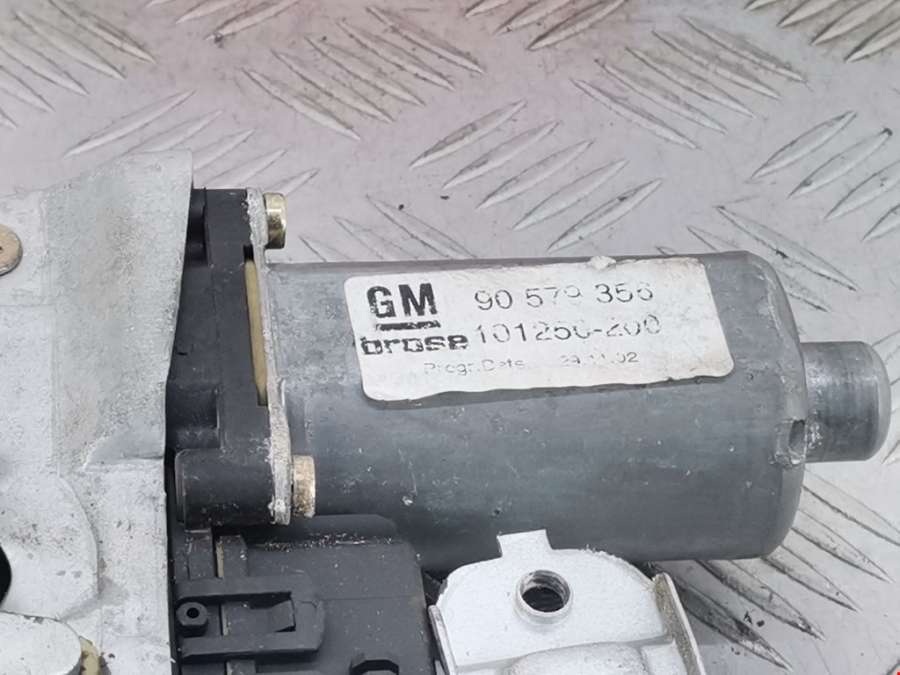 GM 90 579 356
brose 101250-200
Progr.Date 29.11.02